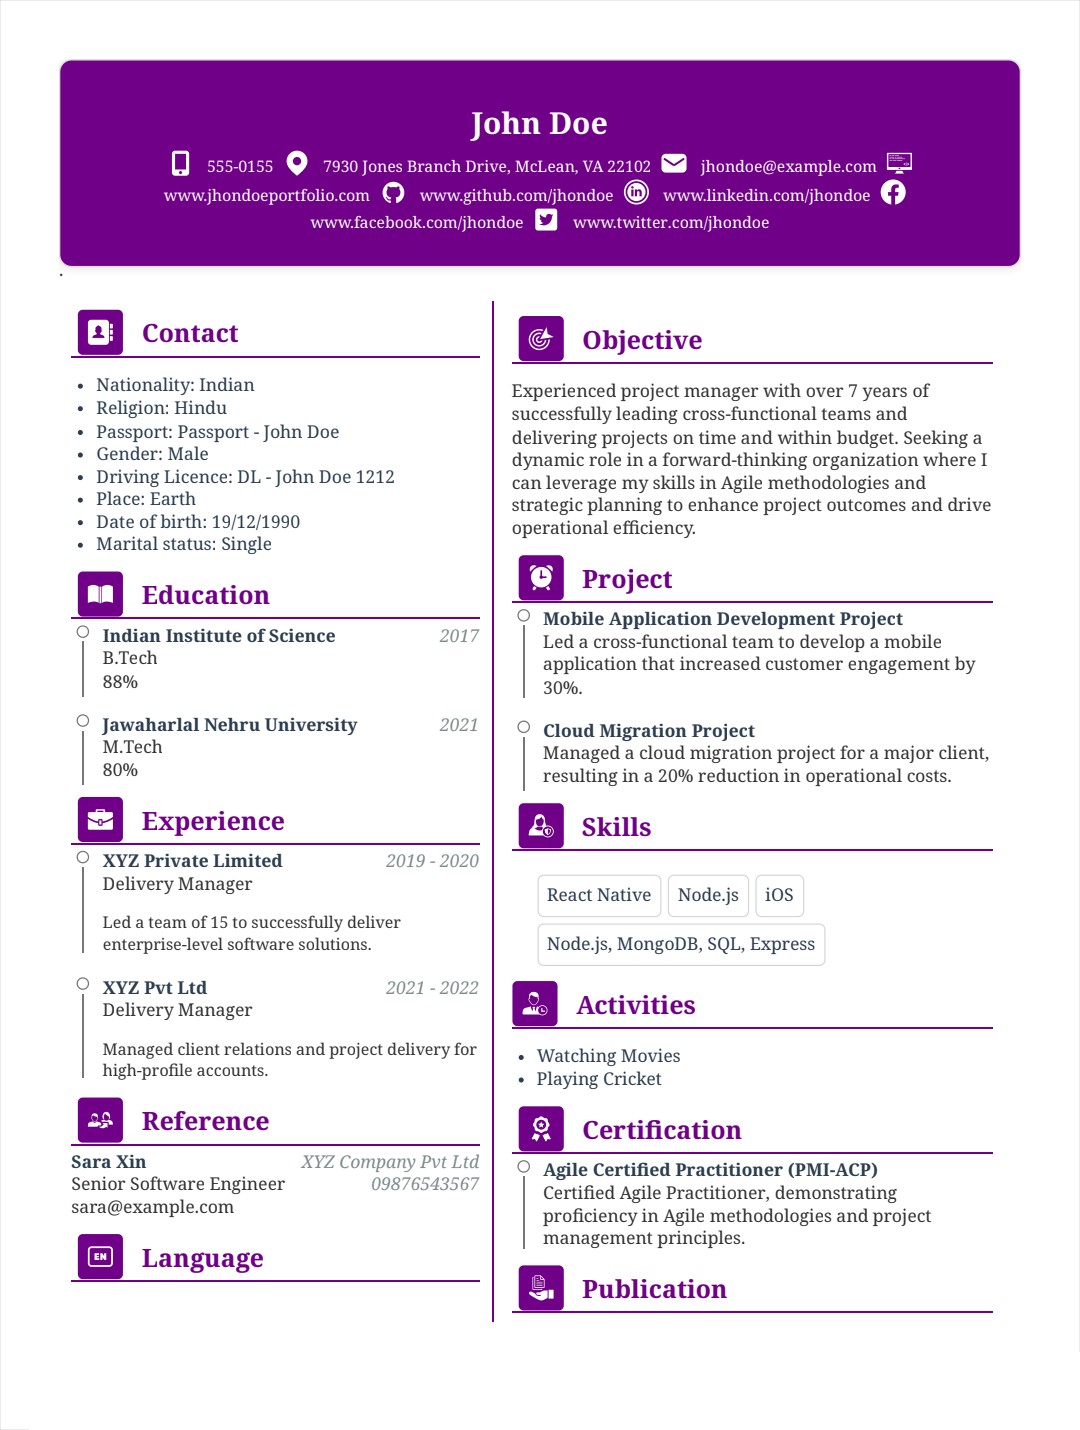 John Doe
555-0155 7930 Jones Branch Drive, McLean, VA 22102 jhondoe@example.com
www.jhondoeportfolio.com www.github.com/jhondoe www.linkedin.com/jhondoe
www.facebook.com/jhondoe www.twitter.com/jhondoe
.
Contact
• Nationality: Indian
• Religion: Hindu
• Passport: Passport - John Doe
• Gender: Male
• Driving Licence: DL - John Doe 1212
• Place: Earth
• Date of birth: 19/12/1990
• Marital status: Single
Education
Indian Institute of Science 2017
B.Tech
88%
Jawaharlal Nehru University 2021
M.Tech
80%
Experience
XYZ Private Limited 2019 - 2020
Delivery Manager
Led a team of 15 to successfully deliver
enterprise-level software solutions.
XYZ Pvt Ltd 2021 - 2022
Delivery Manager
Managed client relations and project delivery for
high-profile accounts.
Reference
Sara Xin XYZ Company Pvt Ltd
Senior Software Engineer 09876543567
sara@example.com
EN
Language
Objective
Experienced project manager with over 7 years of
successfully leading cross-functional teams and
delivering projects on time and within budget. Seeking a
dynamic role in a forward-thinking organization where I
can leverage my skills in Agile methodologies and
strategic planning to enhance project outcomes and drive
operational efficiency.
Project
Mobile Application Development Project
Led a cross-functional team to develop a mobile
application that increased customer engagement by
30%.
Cloud Migration Project
Managed a cloud migration project for a major client,
resulting in a 20% reduction in operational costs.
Skills
React Native Node.js iOS
Node.js, MongoDB, SQL, Express
Activities
• Watching Movies
• Playing Cricket
Certification
Agile Certified Practitioner (PMI-ACP)
Certified Agile Practitioner, demonstrating
proficiency in Agile methodologies and project
management principles.
Publication